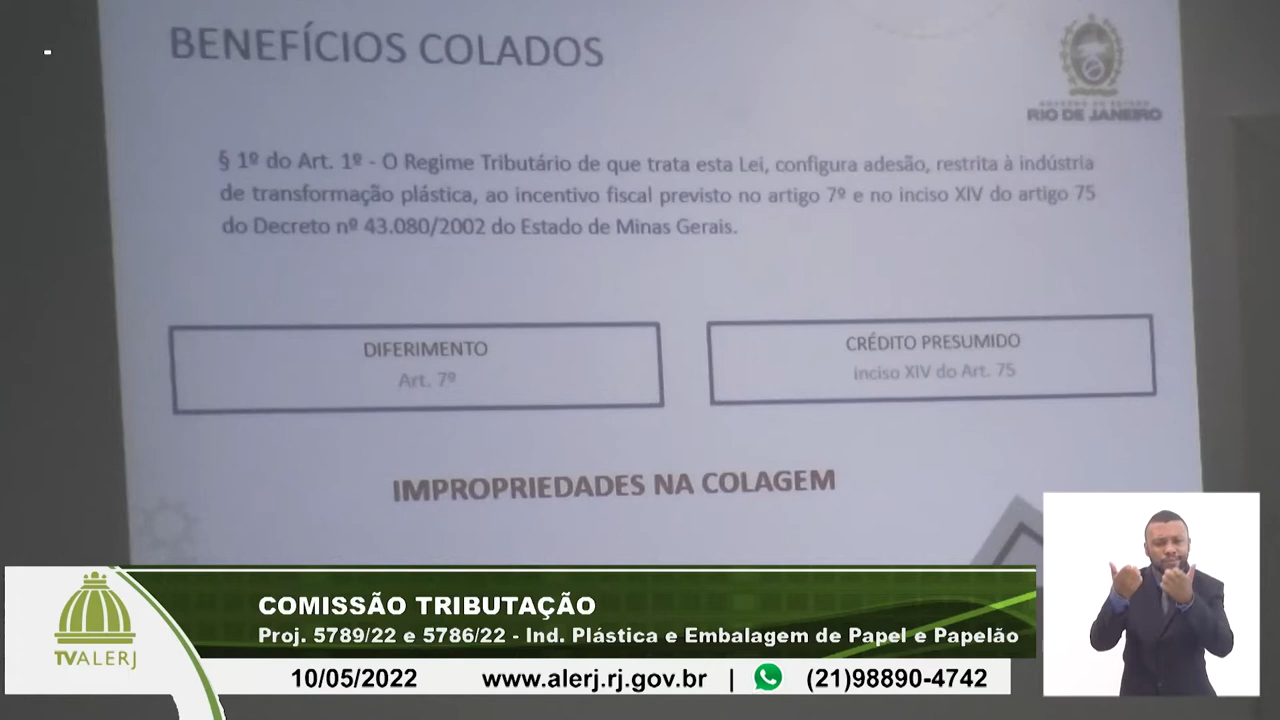 BENEFÍCIOS COLADOS
GOVERNO DO ESTADO
RIO DE JANEIRO
§ 1º do Art. 1º - O Regime Tributário de que trata esta Lei, configura adesão, restrita à indústria
de transformação plástica, ao incentivo fiscal previsto no artigo 7º e no inciso XIV do artigo 75
do Decreto nº 43.080/2002 do Estado de Minas Gerais.
DIFERIMENTO
Art. 7º
CRÉDITO PRESUMIDO
inciso XIV do Art. 75
IMPROPRIEDADES NA COLAGEM
COMISSÃO TRIBUTAÇÃO
Proj. 5789/22 e 5786/22 - Ind. Plástica e Embalagem de Papel e Papelão
TVALERJ
10/05/2022 www.alerj.rj.gov.br | (21)98890-4742